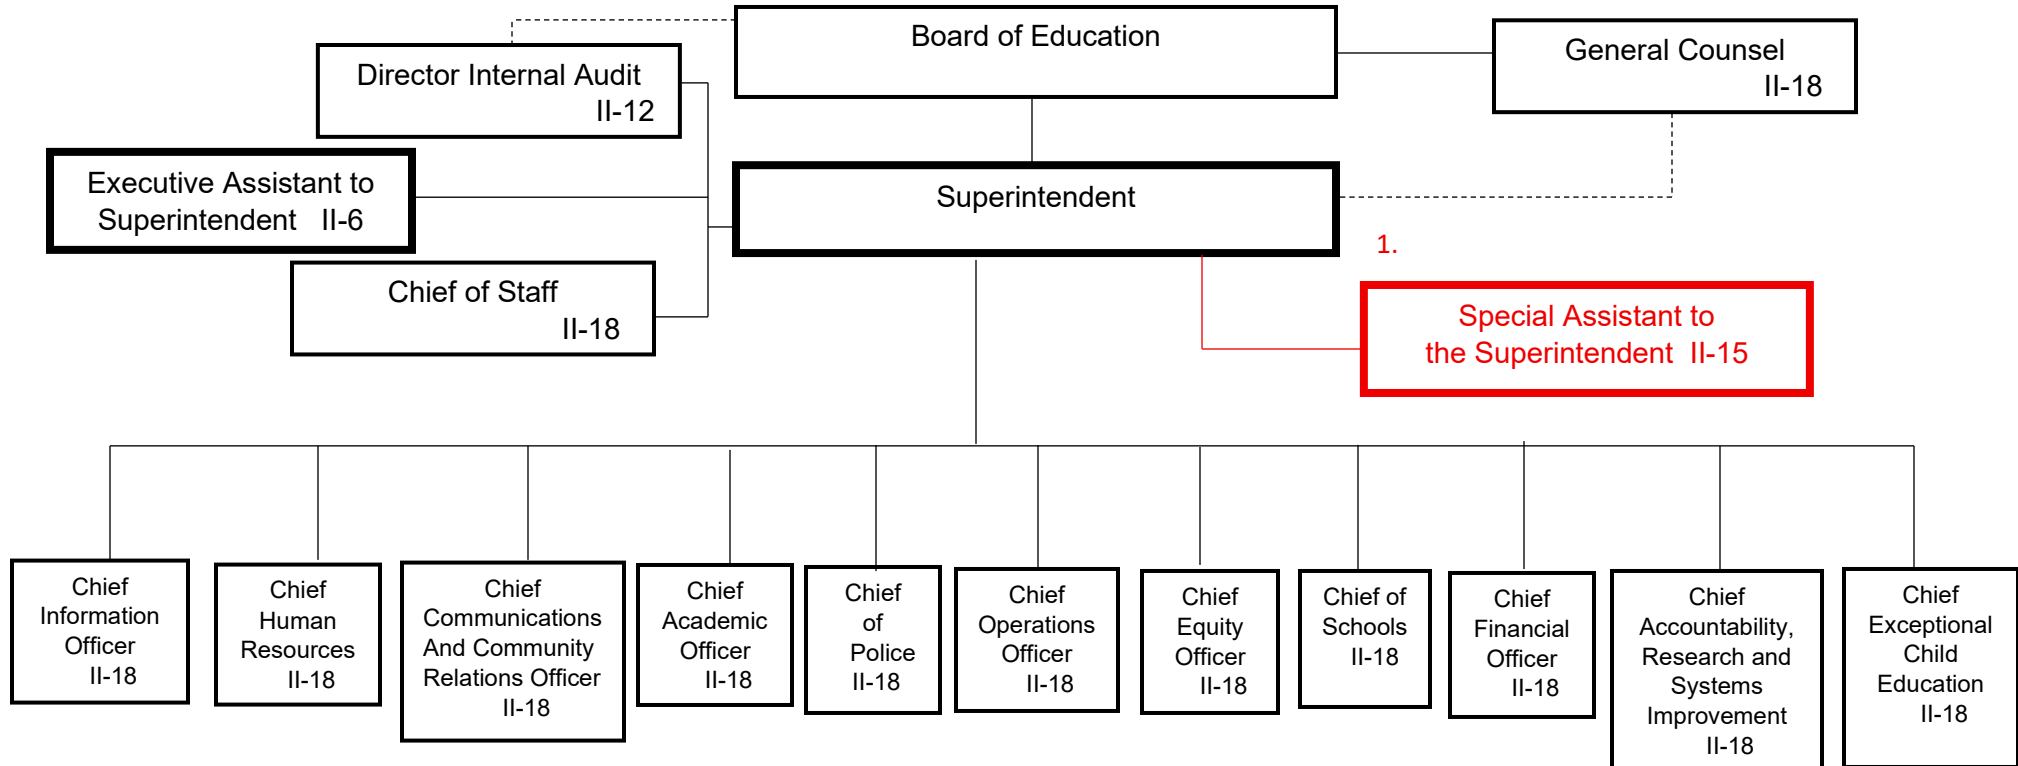 Board of Education
General Counsel
II-18
Director Internal Audit
II-12
Executive Assistant to
Superintendent II-6
Superintendent
1.
Chief of Staff
II-18
Special Assistant to
the Superintendent II-15
Chief
Information
Officer
II-18
Chief
Human
Resources
II-18
Chief
Communications
And Community
Relations Officer
II-18
Chief
Academic
Officer
II-18
Chief
of
Police
II-18
Chief
Operations
Officer
II-18
Chief
Equity
Officer
II-18
Chief of
Schools
II-18
Chief
Financial
Officer
II-18
Chief
Accountability,
Research and
Systems
Improvement
II-18
Chief
Exceptional
Child
Education
II-18